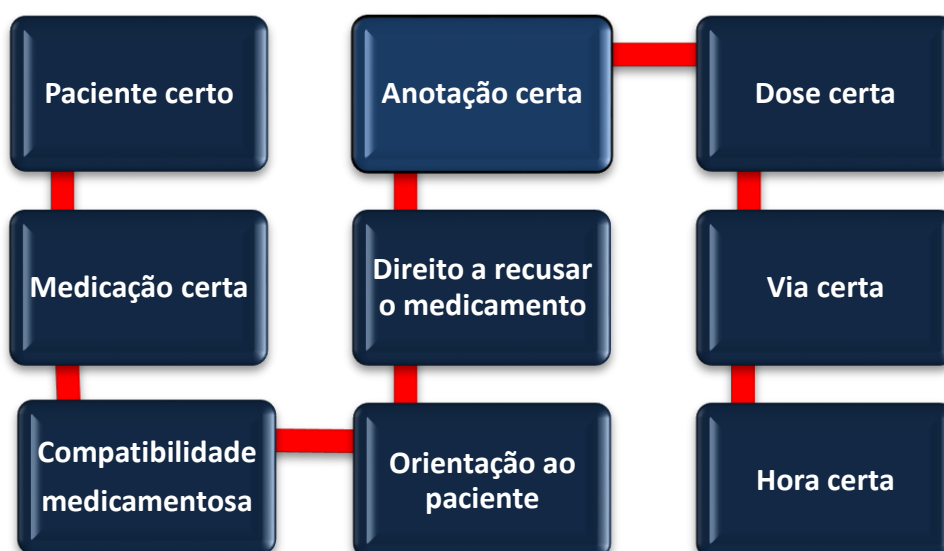 Paciente certo
Medicação certa
Compatibilidade
medicamentosa
Orientação ao
paciente
Direito a recusar
o medicamento
Anotação certa
Dose certa
Via certa
Hora certa